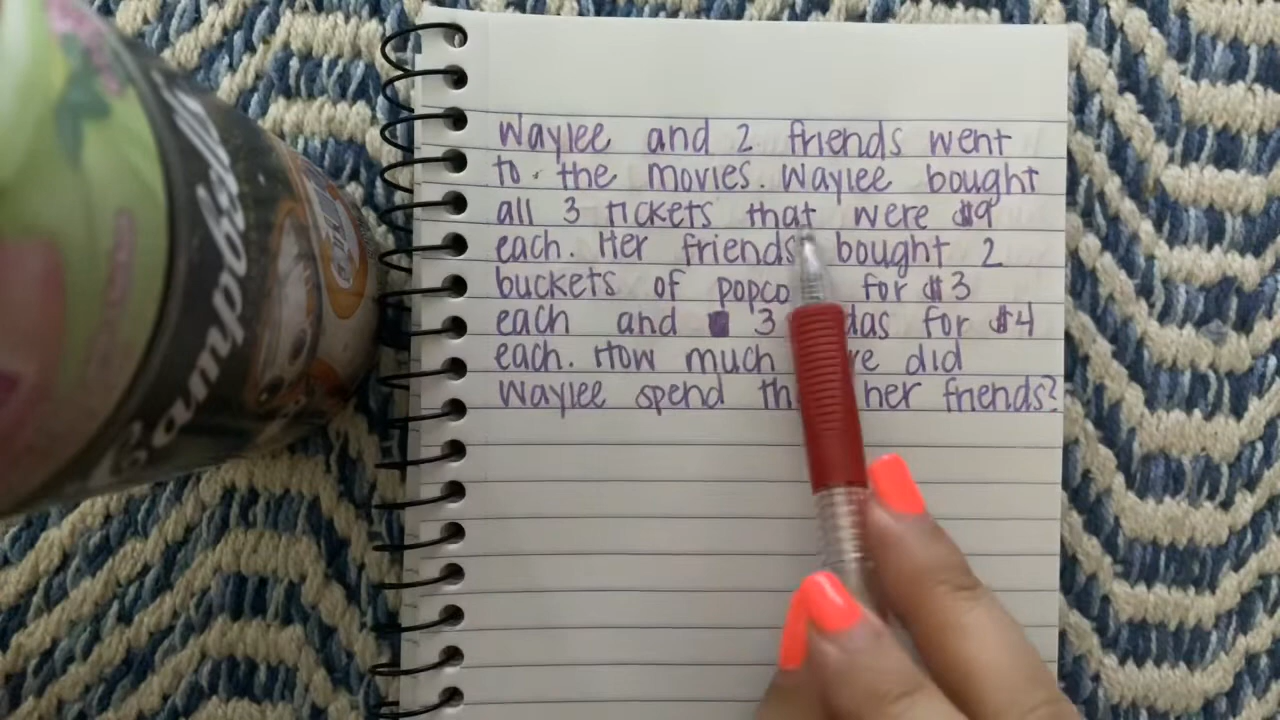 Waylee and 2 friends went
to the movies. Waylee bought
all 3 tickets that were $9
each. Her friends bought 2
buckets of popco for $3
each and 3 das for $4
each. How much re did
Waylee spend th her friends?